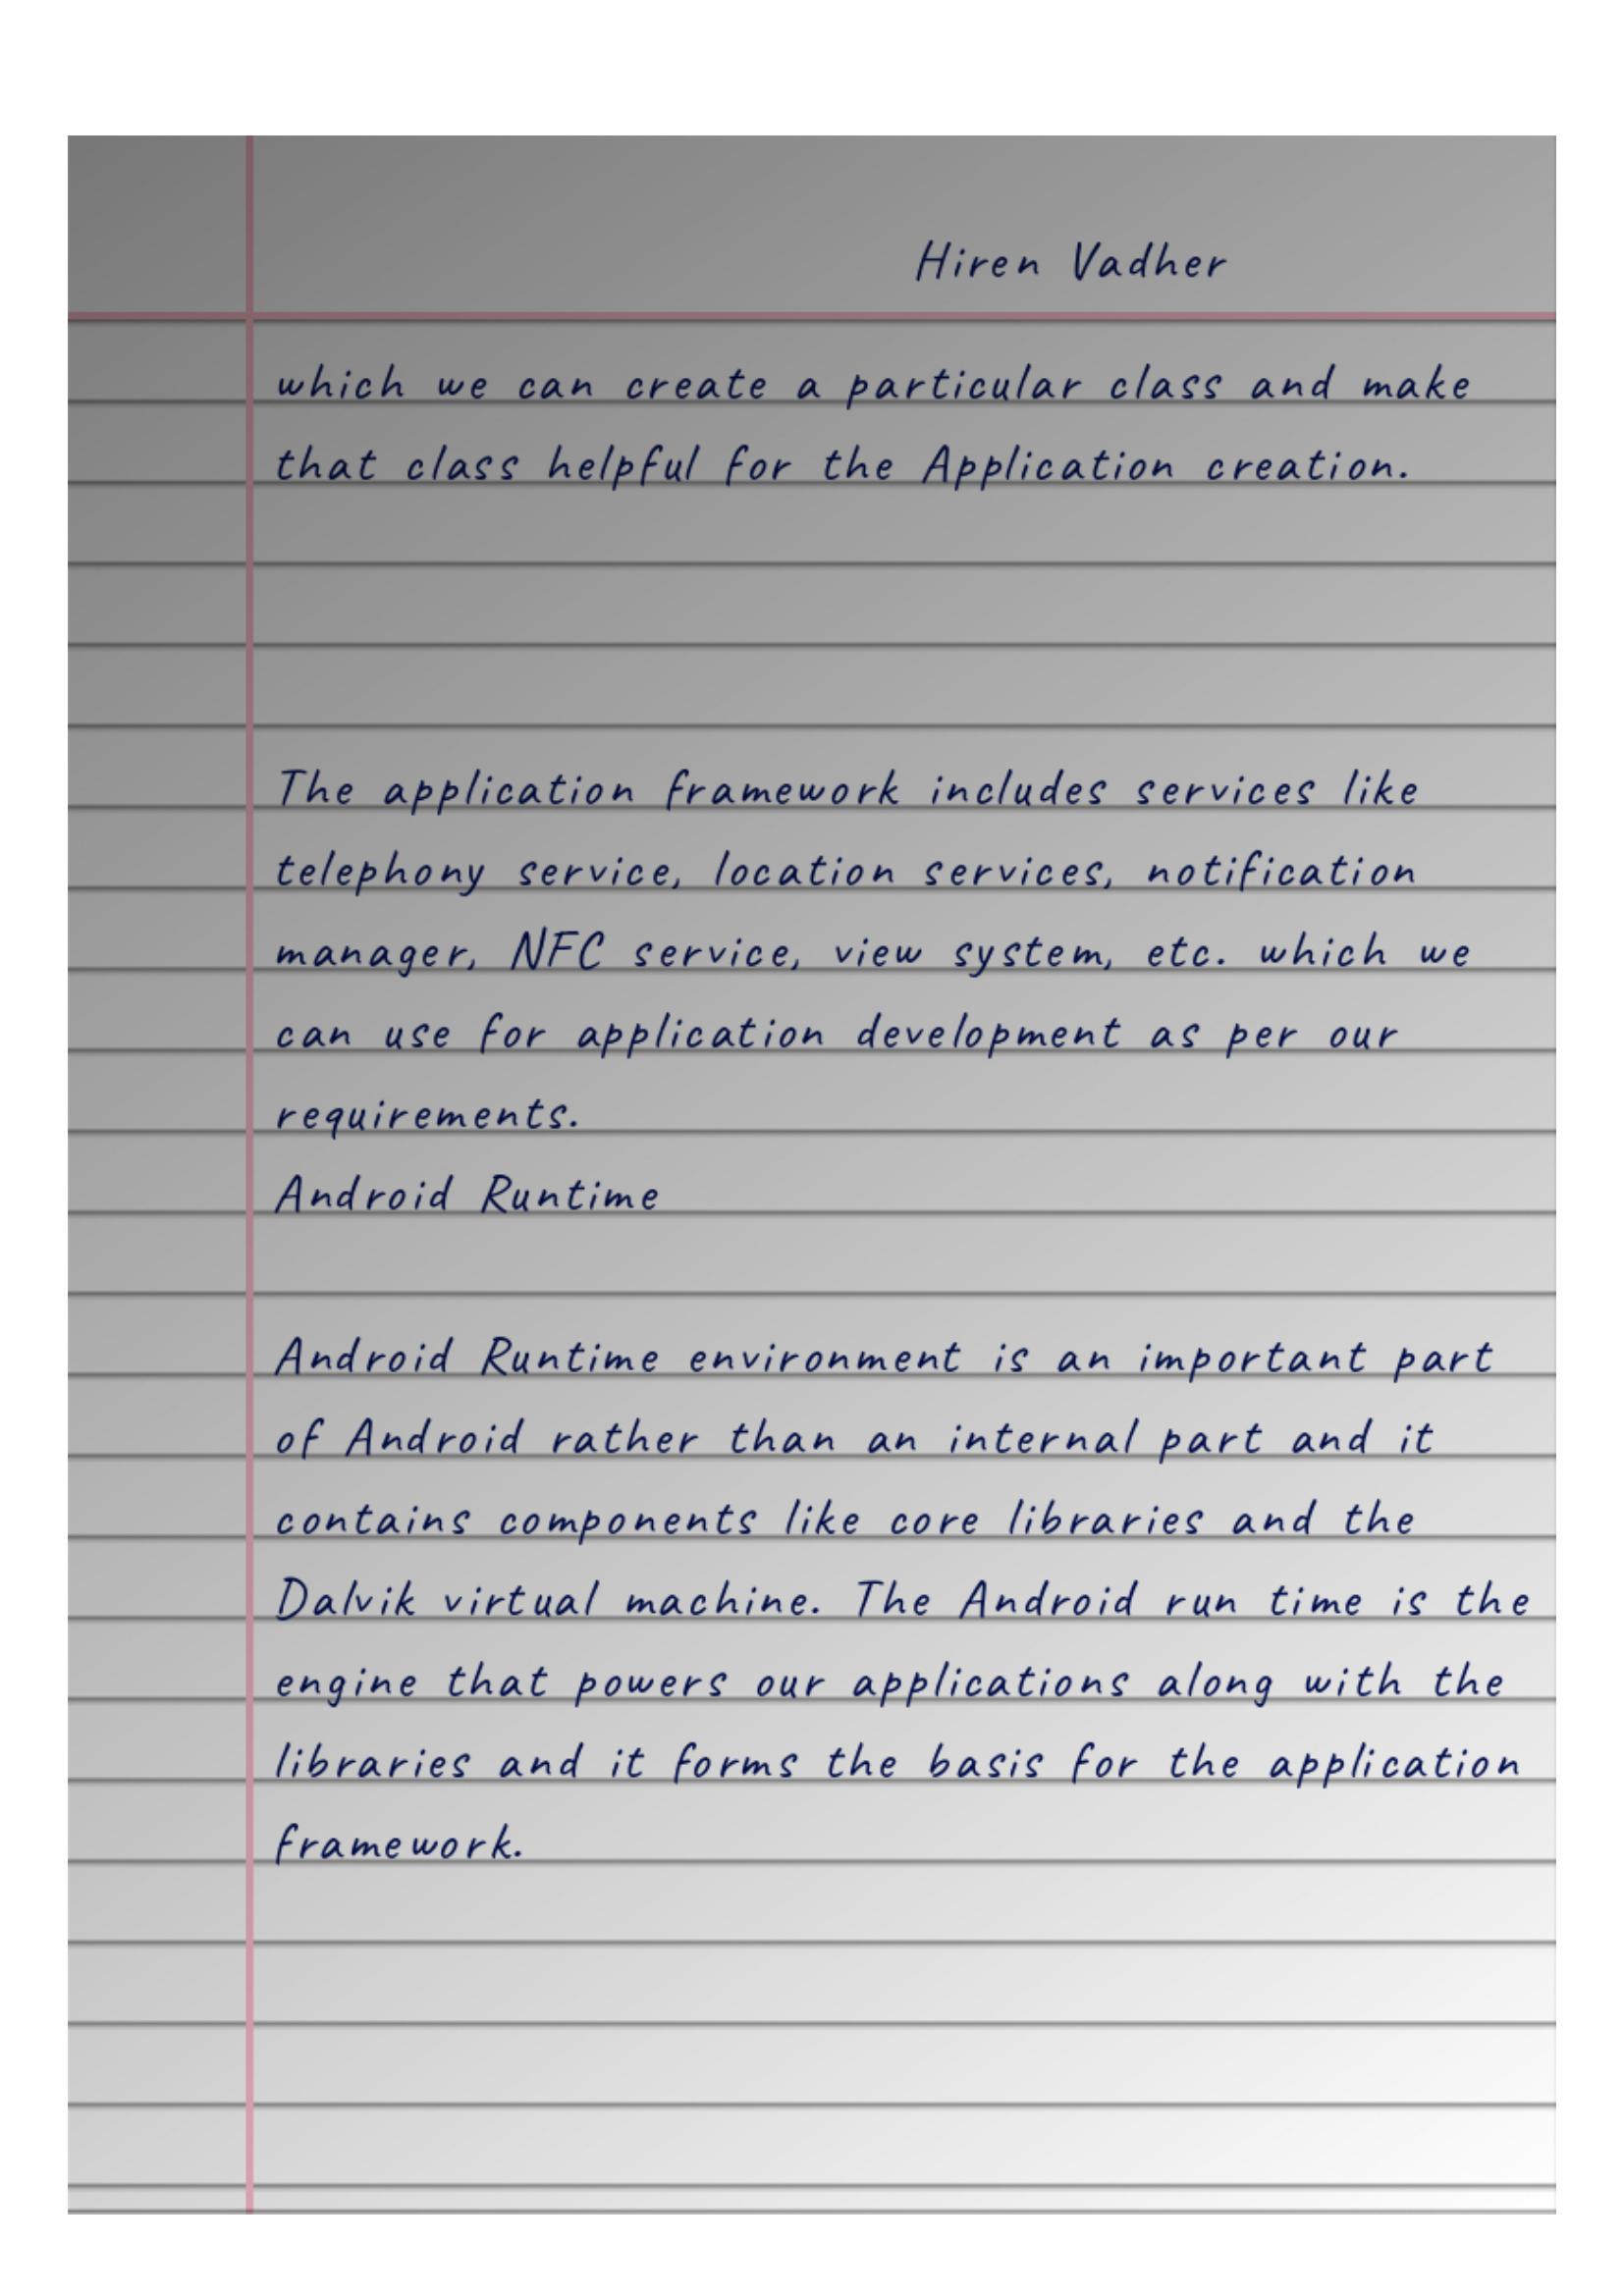 Hiren Vadher
which we can create a particular class and make
that class helpful for the Application creation.
The application framework includes services like
telephony service, location services, notification
manager, NFC service, view system, etc. which we
can use for application development as per our
requirements.
Android Runtime
Android Runtime environment is an important part
of Android rather than an internal part and it
contains components like core libraries and the
Dalvik virtual machine. The Android run time is the
engine that powers our applications along with the
libraries and it forms the basis for the application
framework.